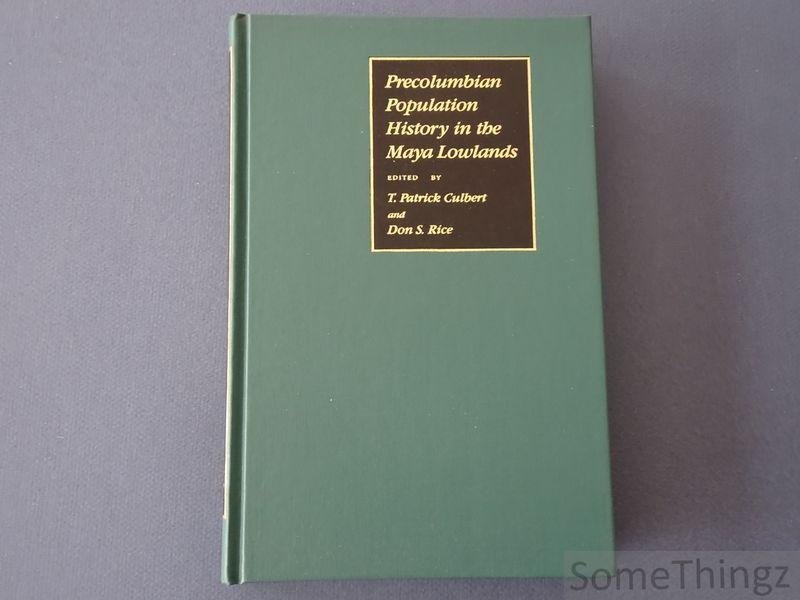 Precolumbian
Population
History in the
Maya Lowlands
EDITED BY
T. Patrick Culbert
and
Don S. Rice
SomeThingz